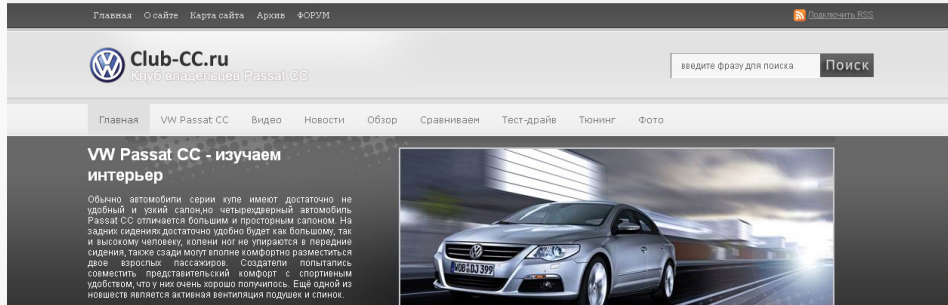 Главная О сайте Карта сайта Архив ФОРУМ Подключить RSS
Club-CC.ru
Клуб владельцев Passat CC
введите фразу для поиска Поиск
Главная VW Passat CC Видео Новости Обзор Сравниваем Тест-драйв Тюнинг Фото
VW Passat CC - изучаем
интерьер
Обычно автомобили серии купе имеют достаточно не
удобный и узкий салон,но четырехдверный автомобиль
Passat CC отличается большим и просторным салоном. На
задних сидениях достаточно удобно будет как большому, так
и высокому человеку, колени ног не упираются в передние
сидения, также сзади могут вполне комфортно разместиться
двое взрослых пассажиров. Создатели попытались
совместить представительский комфорт с спортивным
удобством, что у них очень хорошо получилось. Ещё одной из
новшеств является активная вентиляция подушек и спинок.
WOB DJ 399